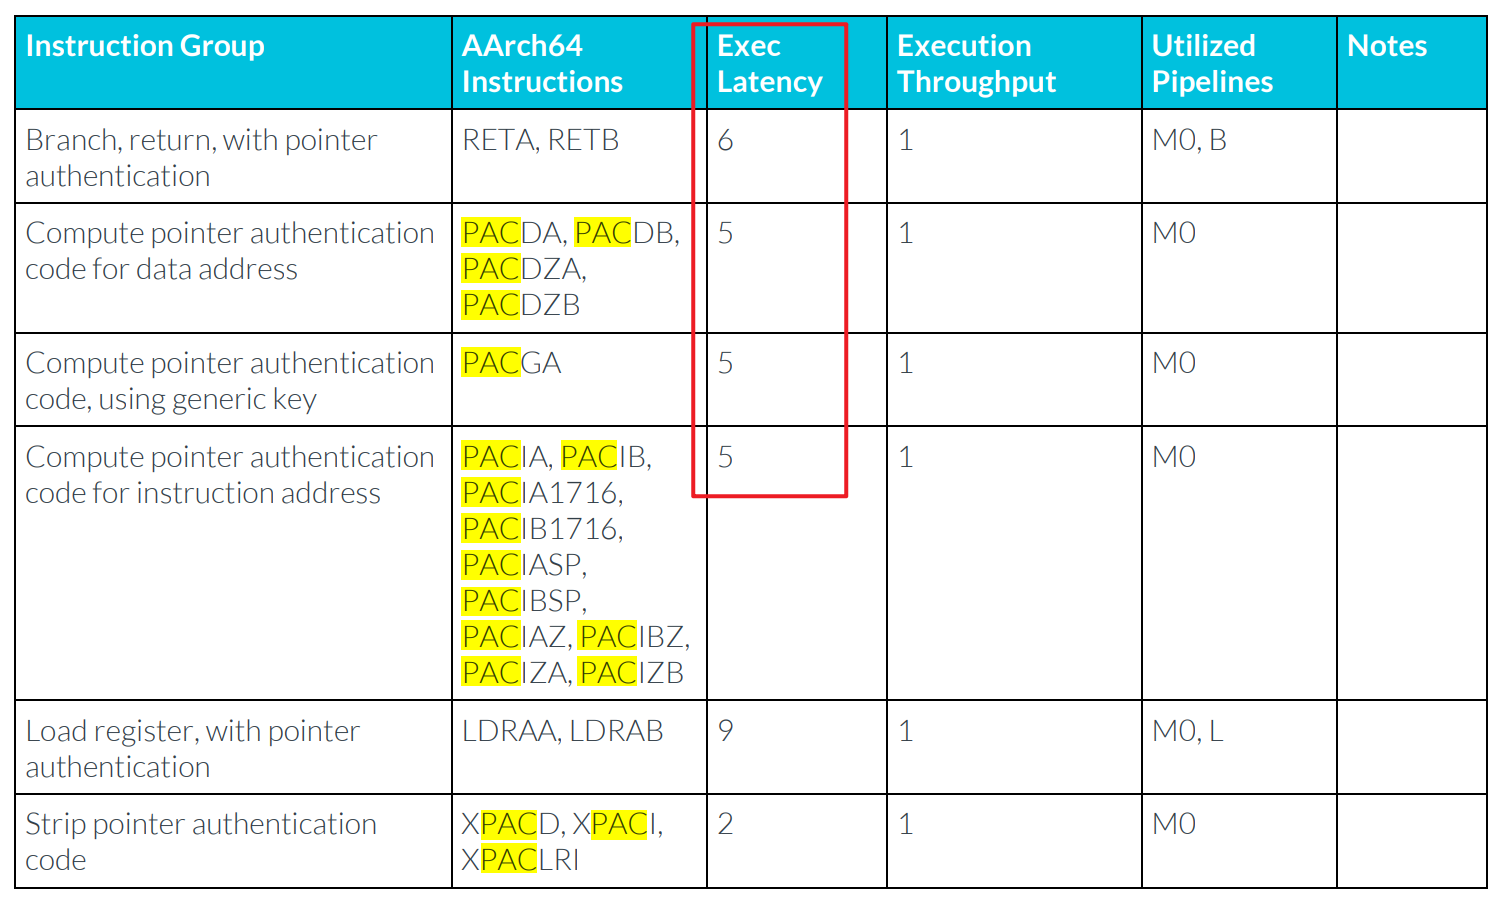 Instruction Group
AArch64
Instructions
Exec
Latency
Execution
Throughput
Utilized
Pipelines
Notes
Branch, return, with pointer
authentication
RETA, RETB
6
1
M0, B
Compute pointer authentication
code for data address
PACDA, PACDB,
PACDZA,
PACDZB
5
1
M0
Compute pointer authentication
code, using generic key
PACGA
5
1
M0
Compute pointer authentication
code for instruction address
PACIA, PACIB,
PACIA1716,
PACIB1716,
PACIASP,
PACIBSP,
PACIAZ, PACIBZ,
PACIZA, PACIZB
5
1
M0
Load register, with pointer
authentication
LDRAA, LDRAB
9
1
M0, L
Strip pointer authentication
code
XPACD, XPACI,
XPACLRI
2
1
M0